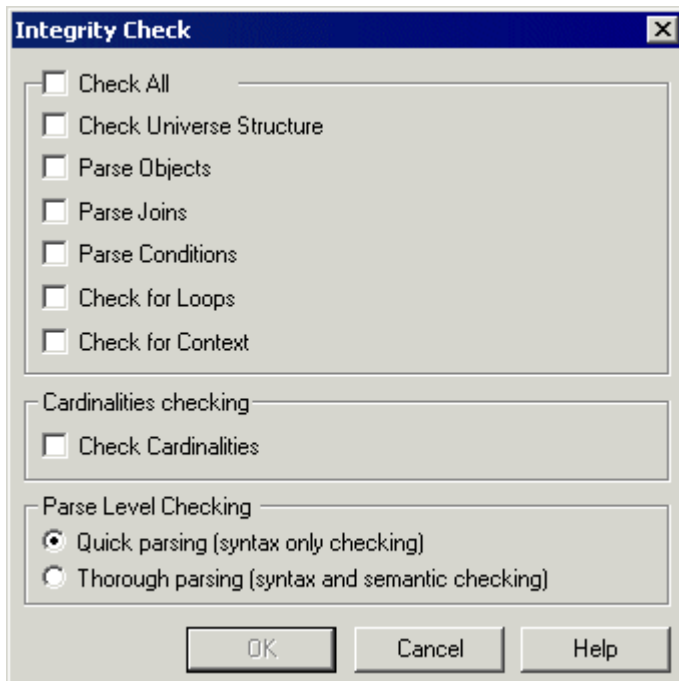 Integrity Check
Check All
Check Universe Structure
Parse Objects
Parse Joins
Parse Conditions
Check for Loops
Check for Context
Cardinalities checking
Check Cardinalities
Parse Level Checking
Quick parsing (syntax only checking)
Thorough parsing (syntax and semantic checking)
OK Cancel Help